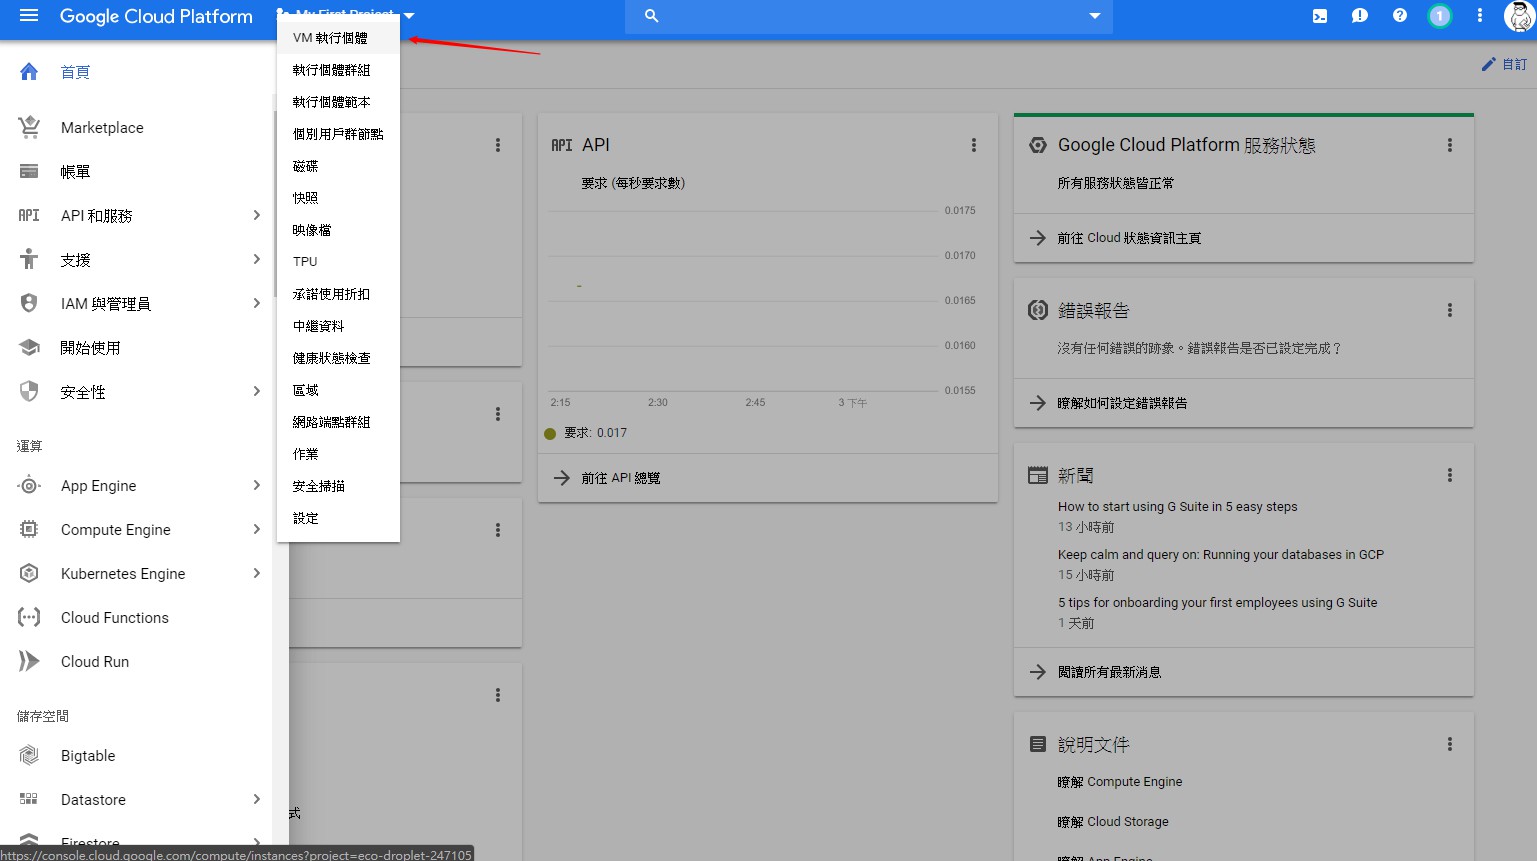 Google Cloud Platform
My First Project
1
首頁
Marketplace
帳單
API API 和服務
支援
IAM 與管理員
開始使用
安全性
運算
App Engine
Compute Engine
Kubernetes Engine
Cloud Functions
Cloud Run
儲存空間
Bigtable
Datastore
Firestore
VM 執行個體
執行個體群組
執行個體範本
個別用戶群節點
磁碟
快照
映像檔
TPU
承諾使用折扣
中繼資料
健康狀態檢查
區域
網路端點群組
作業
安全掃描
設定
式
自訂
API API
要求 (每秒要求數)
0.0175
0.0170
0.0165
0.0160
0.0155
2:15 2:30 2:45 3 下午
要求: 0.017
前往 API 總覽
Google Cloud Platform 服務狀態
所有服務狀態皆正常
前往 Cloud 狀態資訊主頁
錯誤報告
沒有任何錯誤的跡象。錯誤報告是否已設定完成？
瞭解如何設定錯誤報告
新聞
How to start using G Suite in 5 easy steps
13 小時前
Keep calm and query on: Running your databases in GCP
15 小時前
5 tips for onboarding your first employees using G Suite
1 天前
閱讀所有最新消息
說明文件
瞭解 Compute Engine
瞭解 Cloud Storage
瞭解 App Engine
https://console.cloud.google.com/compute/instances?project=eco-droplet-247105